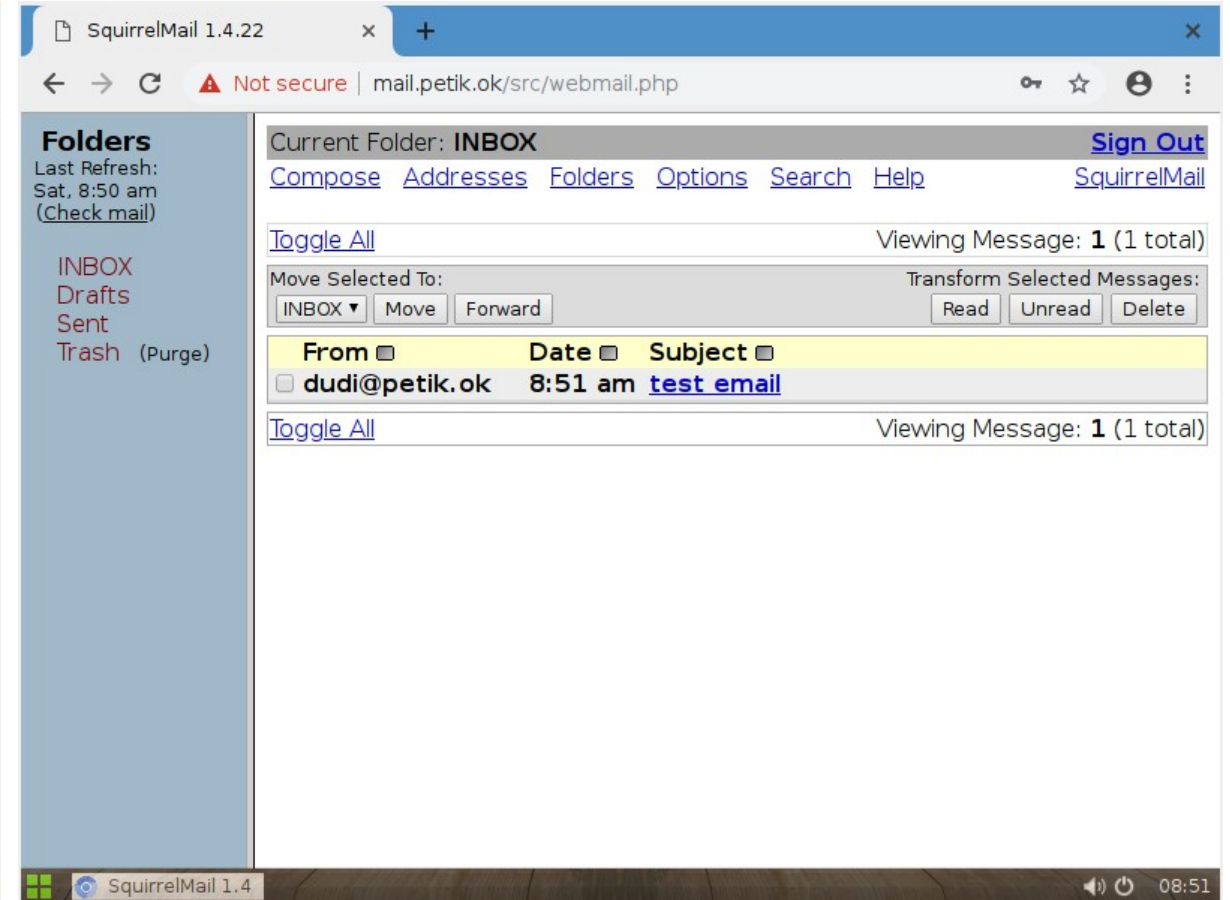 SquirrelMail 1.4.22
Not secure | mail.petik.ok/src/webmail.php
Folders
Last Refresh:
Sat, 8:50 am
(Check mail)
INBOX
Drafts
Sent
Trash (Purge)
Current Folder: INBOX Sign Out
Compose Addresses Folders Options Search Help SquirrelMail
Toggle All Viewing Message: 1 (1 total)
Move Selected To: Transform Selected Messages:
INBOX Move Forward Read Unread Delete
From Date Subject
dudi@petik.ok 8:51 am test email
Toggle All Viewing Message: 1 (1 total)
SquirrelMail 1.4 08:51